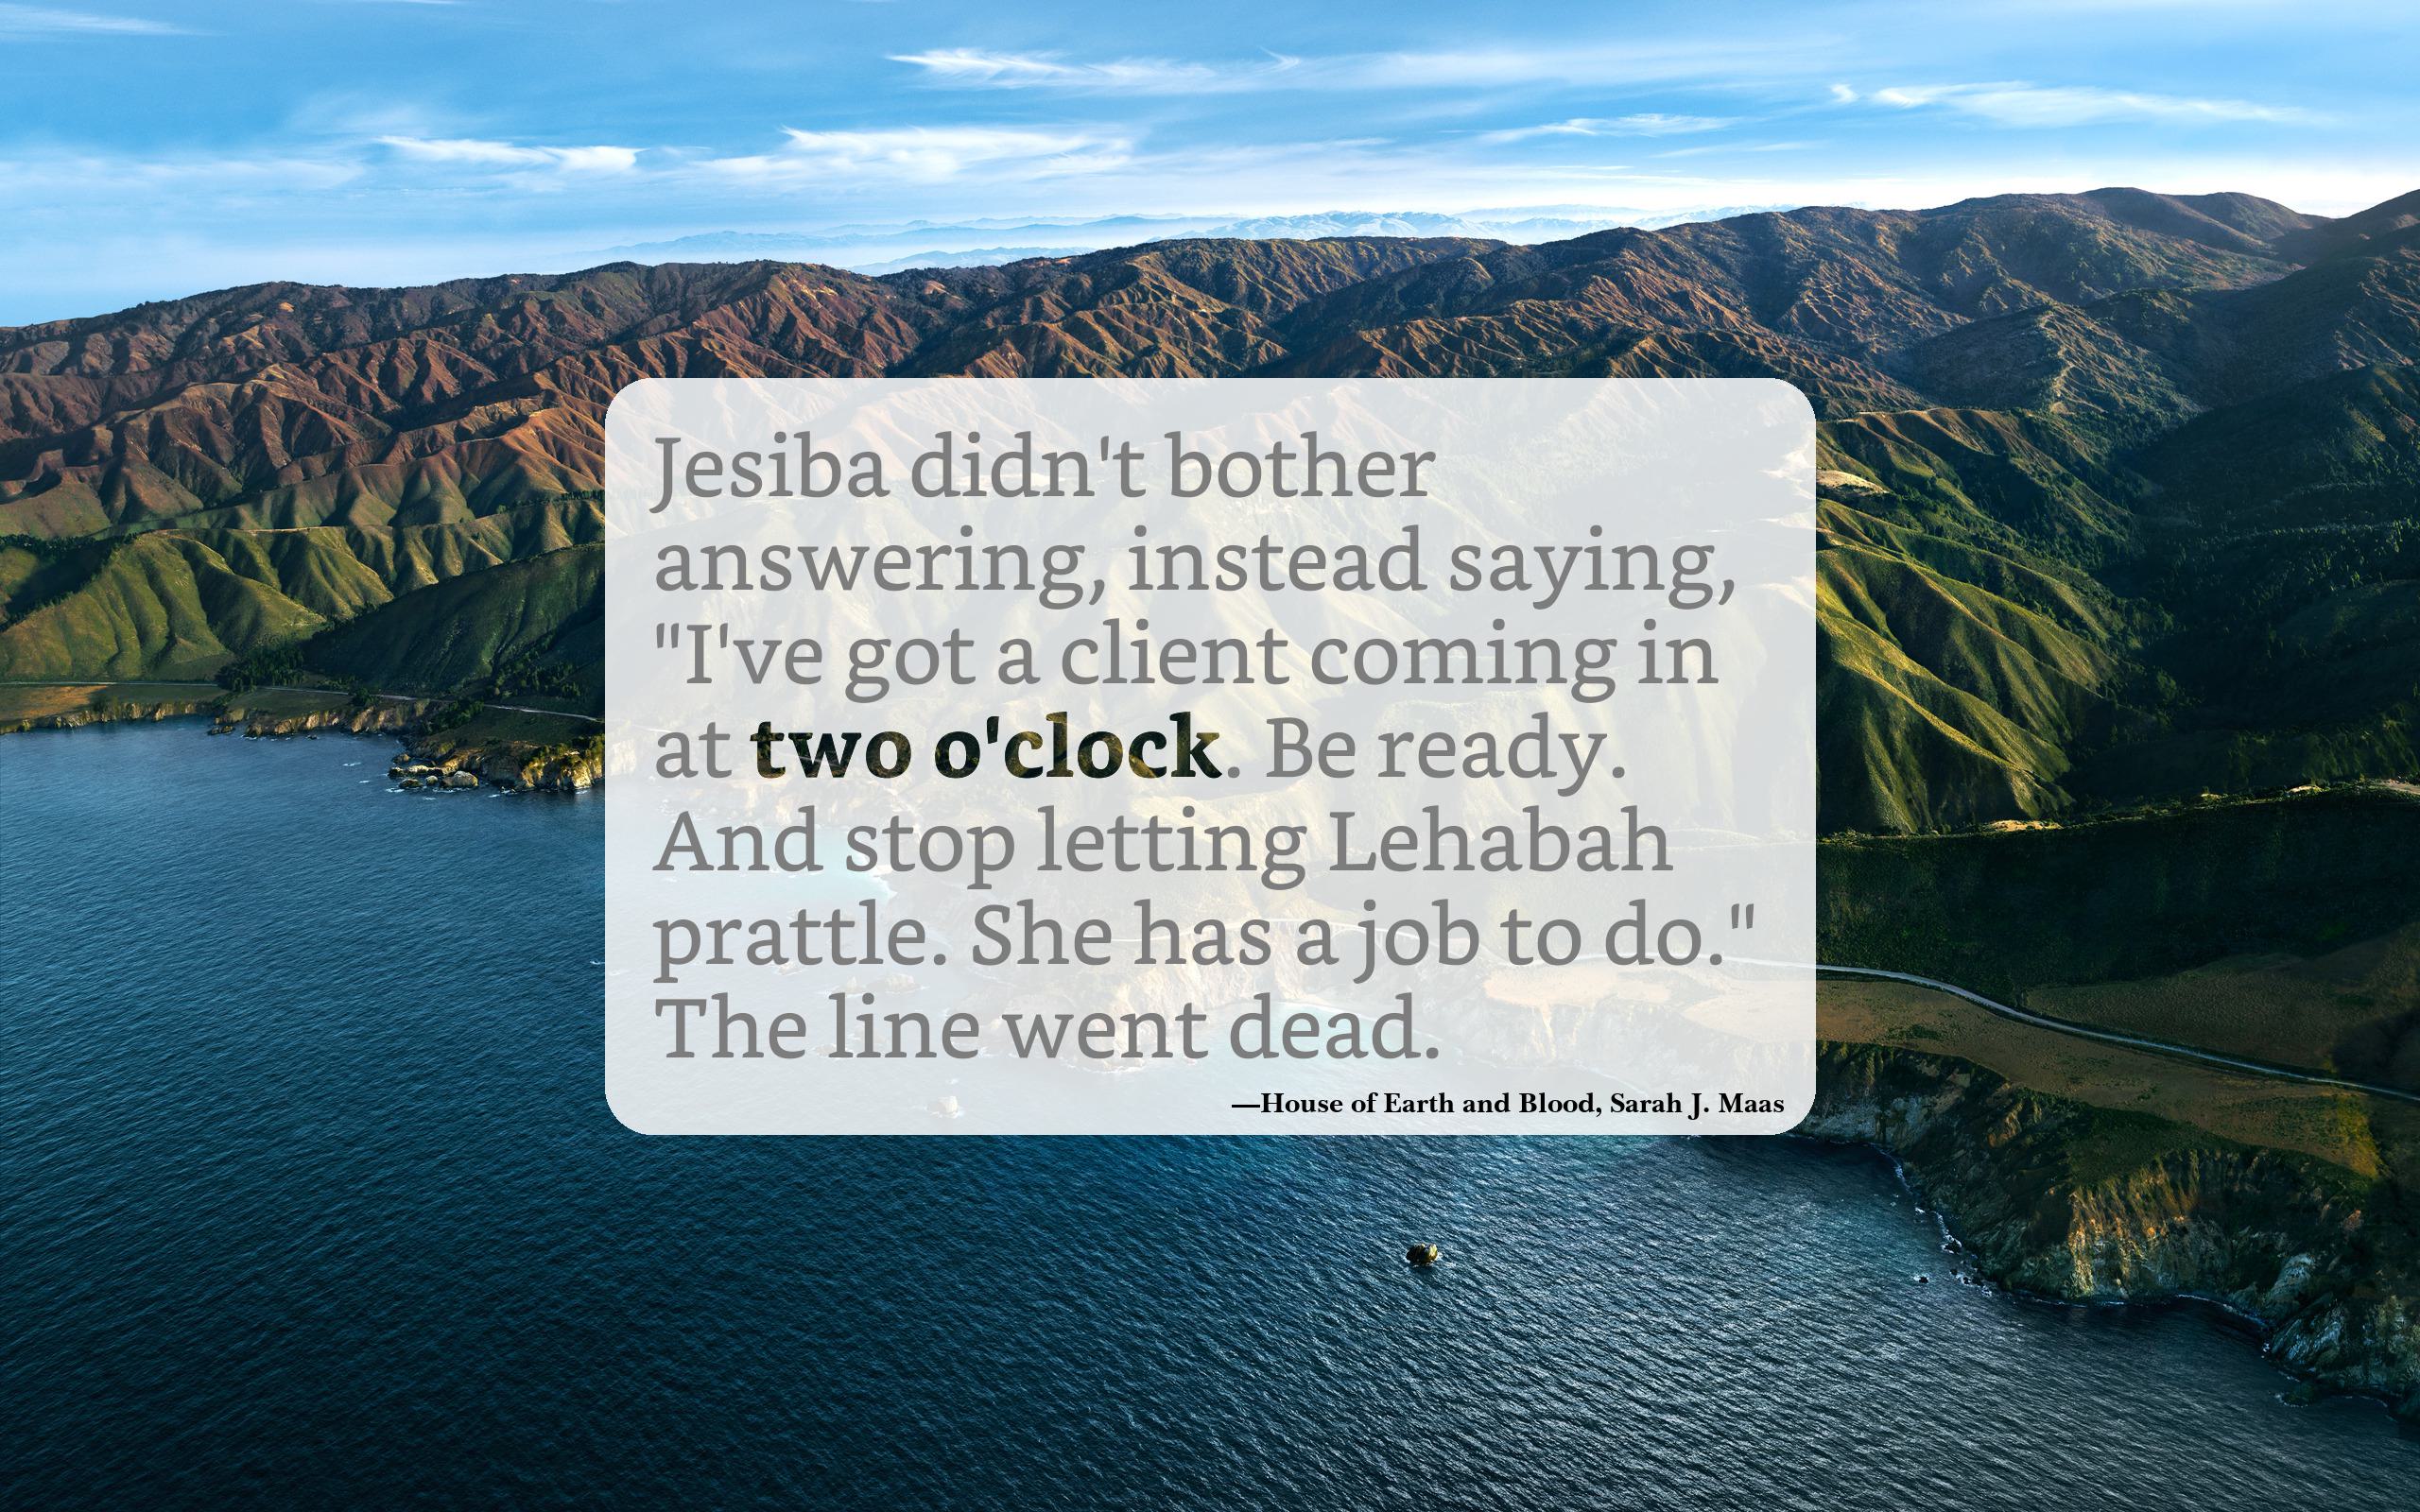 Jesiba didn't bother
answering, instead saying,
"I've got a client coming in
at two o'clock. Be ready.
And stop letting Lehabah
prattle. She has a job to do."
The line went dead.
—House of Earth and Blood, Sarah J. Maas